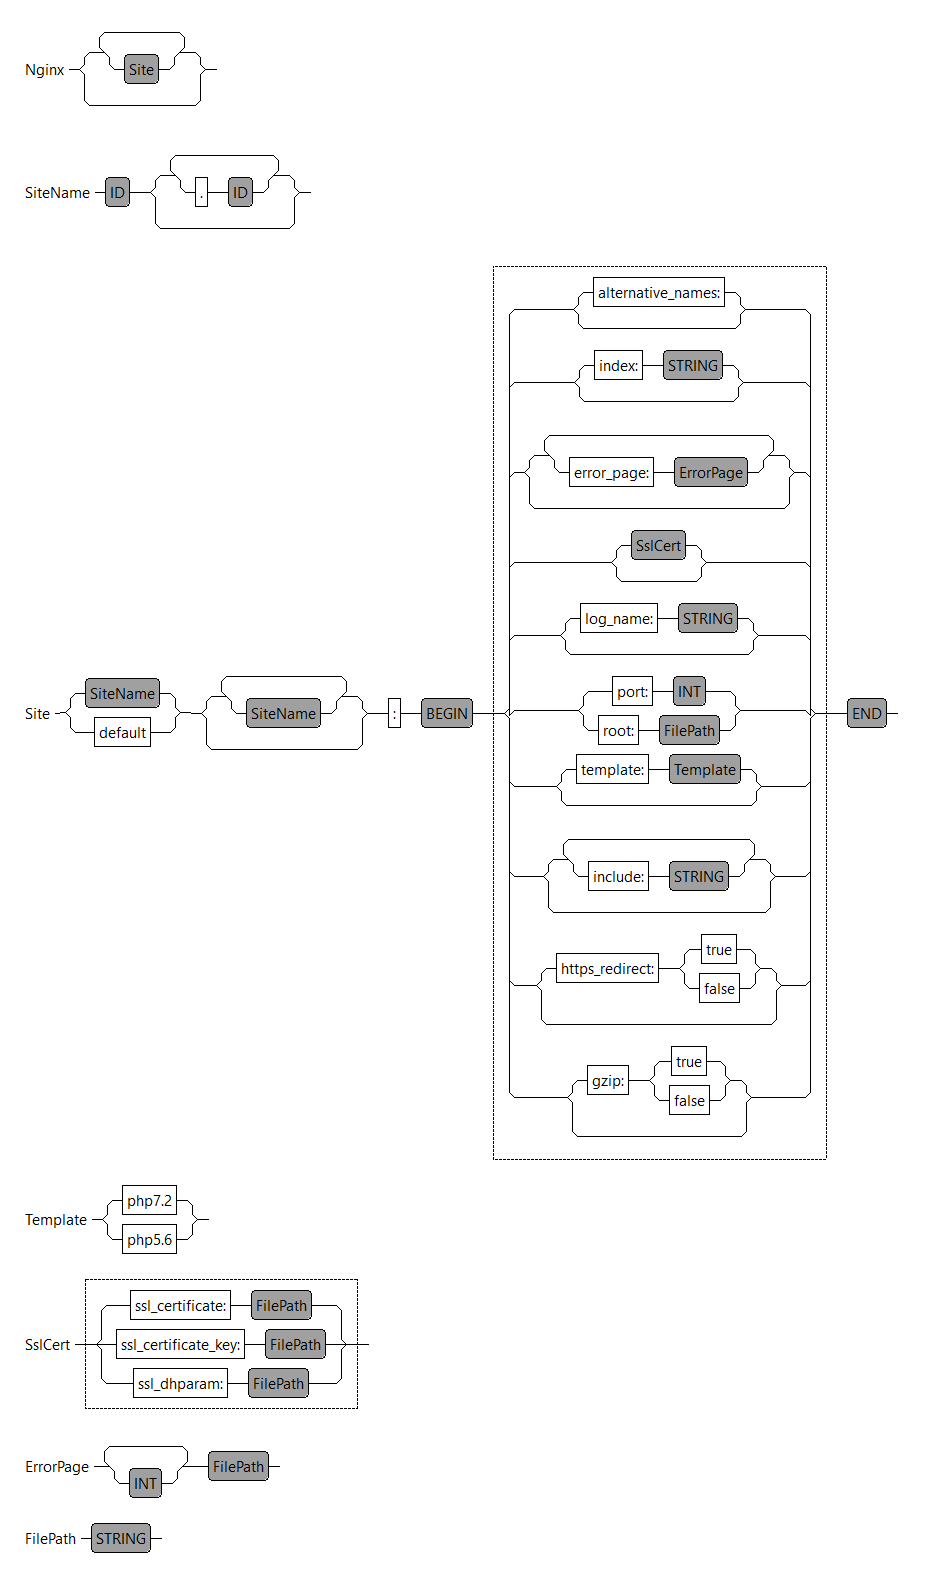 Nginx Site
SiteName ID . ID
alternative_names:
index: STRING
error_page: ErrorPage
SslCert
log_name: STRING
port: INT
Site SiteName default SiteName : BEGIN END
root: FilePath
template: Template
include: STRING
https_redirect: true false
gzip: true false
Template php7.2 php5.6
ssl_certificate: FilePath
SslCert ssl_certificate_key: FilePath
ssl_dhparam: FilePath
ErrorPage INT FilePath
FilePath STRING